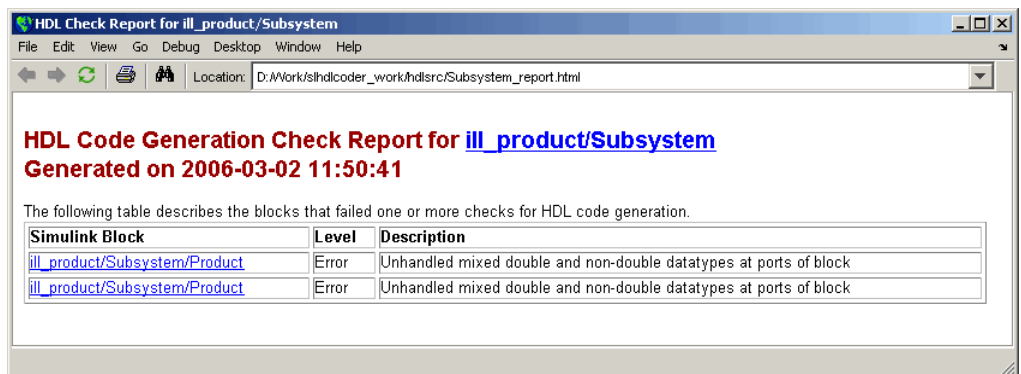 HDL Check Report for ill_product/Subsystem
File Edit View Go Debug Desktop Window Help
Location: D:/Work/slhdlcoder_work/hdlsrc/Subsystem_report.html
HDL Code Generation Check Report for ill_product/Subsystem
Generated on 2006-03-02 11:50:41
The following table describes the blocks that failed one or more checks for HDL code generation.
Simulink Block Level Description
ill_product/Subsystem/Product Error Unhandled mixed double and non-double datatypes at ports of block
ill_product/Subsystem/Product Error Unhandled mixed double and non-double datatypes at ports of block